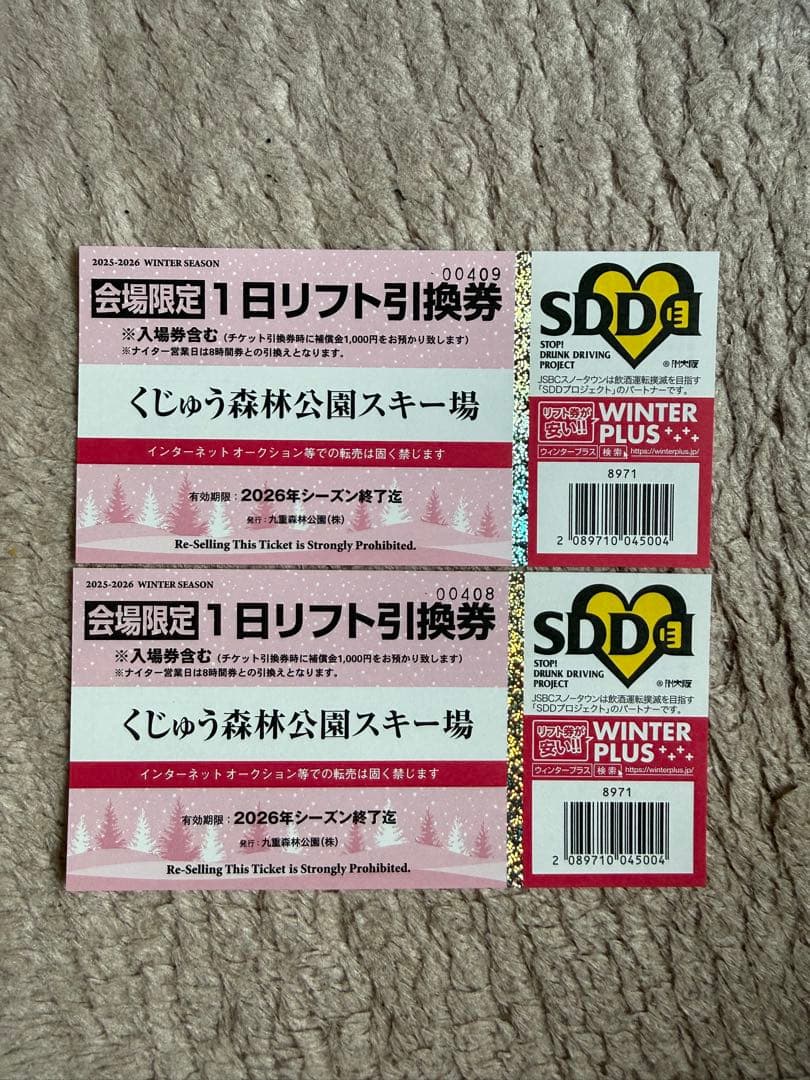 2025-2026 WINTER SEASON
00409
会場限定 1日リフト引換券
※入場券含む（チケット引換券時に補償金1,000円をお預かり致します）
※ナイター営業日は8時間券との引換えとなります。
くじゅう森林公園スキー場
インターネットオークション等での転売は固く禁じます
有効期限：2026年シーズン終了迄
発行：九重森林公園（株）
Re-Selling This Ticket is Strongly Prohibited.
SDD
STOP!
DRUNK DRIVING
PROJECT
JSBCスノータウンは飲酒運転撲滅を目指す
「SDDプロジェクト」のパートナーです。
リフト券が
安い!!
WINTER
PLUS
ウィンタープラス 検索 https://winterplus.jp/
8971
2 089710 045004
2025-2026 WINTER SEASON
00408
会場限定 1日リフト引換券
※入場券含む（チケット引換券時に補償金1,000円をお預かり致します）
※ナイター営業日は8時間券との引換えとなります。
くじゅう森林公園スキー場
インターネットオークション等での転売は固く禁じます
有効期限：2026年シーズン終了迄
発行：九重森林公園（株）
Re-Selling This Ticket is Strongly Prohibited.
SDD
STOP!
DRUNK DRIVING
PROJECT
JSBCスノータウンは飲酒運転撲滅を目指す
「SDDプロジェクト」のパートナーです。
リフト券が
安い!!
WINTER
PLUS
ウィンタープラス 検索 https://winterplus.jp/
8971
2 089710 045004